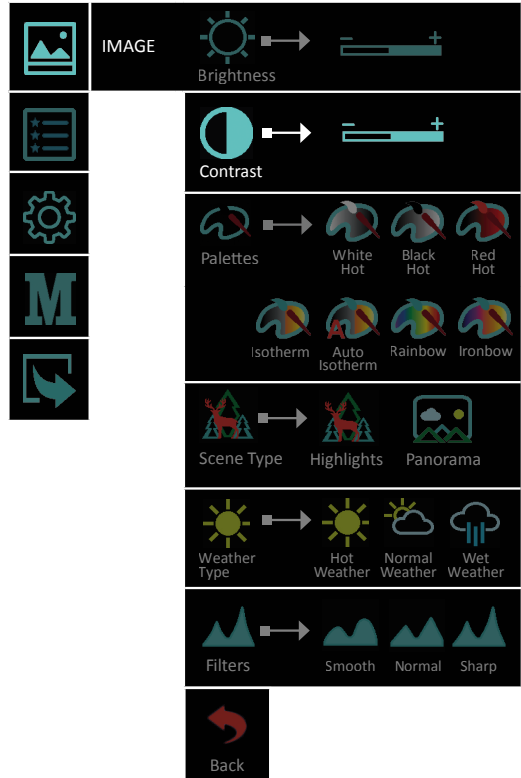 IMAGE
Brightness
Contrast
Palettes
White
Hot
Black
Hot
Red
Hot
Isotherm
A
Auto
Isotherm
Rainbow
Ironbow
Scene Type
Highlights
Panorama
Weather
Type
Hot
Weather
Normal
Weather
Wet
Weather
M
Filters
Smooth
Normal
Sharp
Back